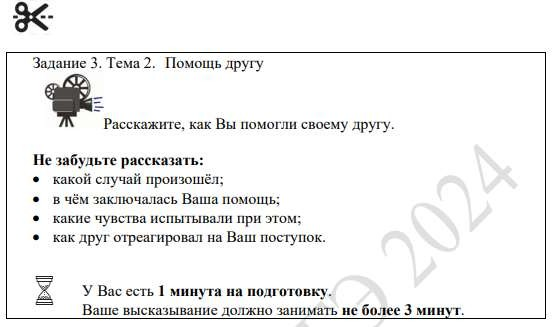 Задание 3. Тема 2. Помощь другу
Расскажите, как Вы помогли своему другу.
Не забудьте рассказать:
• какой случай произошёл;
• в чём заключалась Ваша помощь;
• какие чувства испытывали при этом;
• как друг отреагировал на Ваш поступок.
У Вас есть 1 минута на подготовку.
Ваше высказывание должно занимать не более 3 минут.
2024